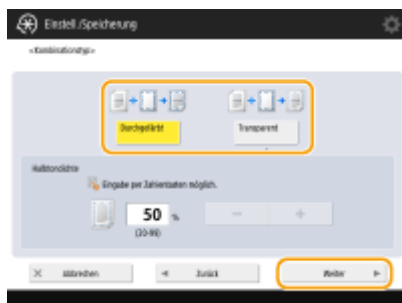 Einstell./Speicherung
<Kombinationstyp>
Durchgefärbt
Transparent
Halbtondichte
Eingabe per Zahlentasten möglich.
50 %
(20-99)
− +
× Abbrechen
◄ Zurück
Weiter ►